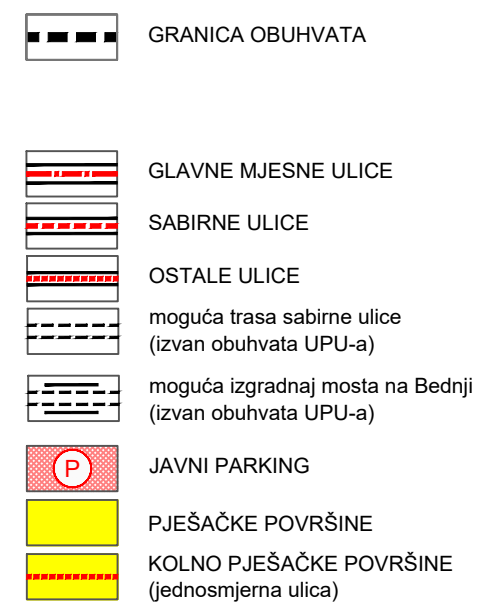 GRANICA OBUHVATA
GLAVNE MJESNE ULICE
SABIRNE ULICE
OSTALE ULICE
moguća trasa sabirne ulice
(izvan obuhvata UPU-a)
moguća izgradnaj mosta na Bednji
(izvan obuhvata UPU-a)
P
JAVNI PARKING
PJEŠAČKE POVRŠINE
KOLNO PJEŠAČKE POVRŠINE
(jednosmjerna ulica)